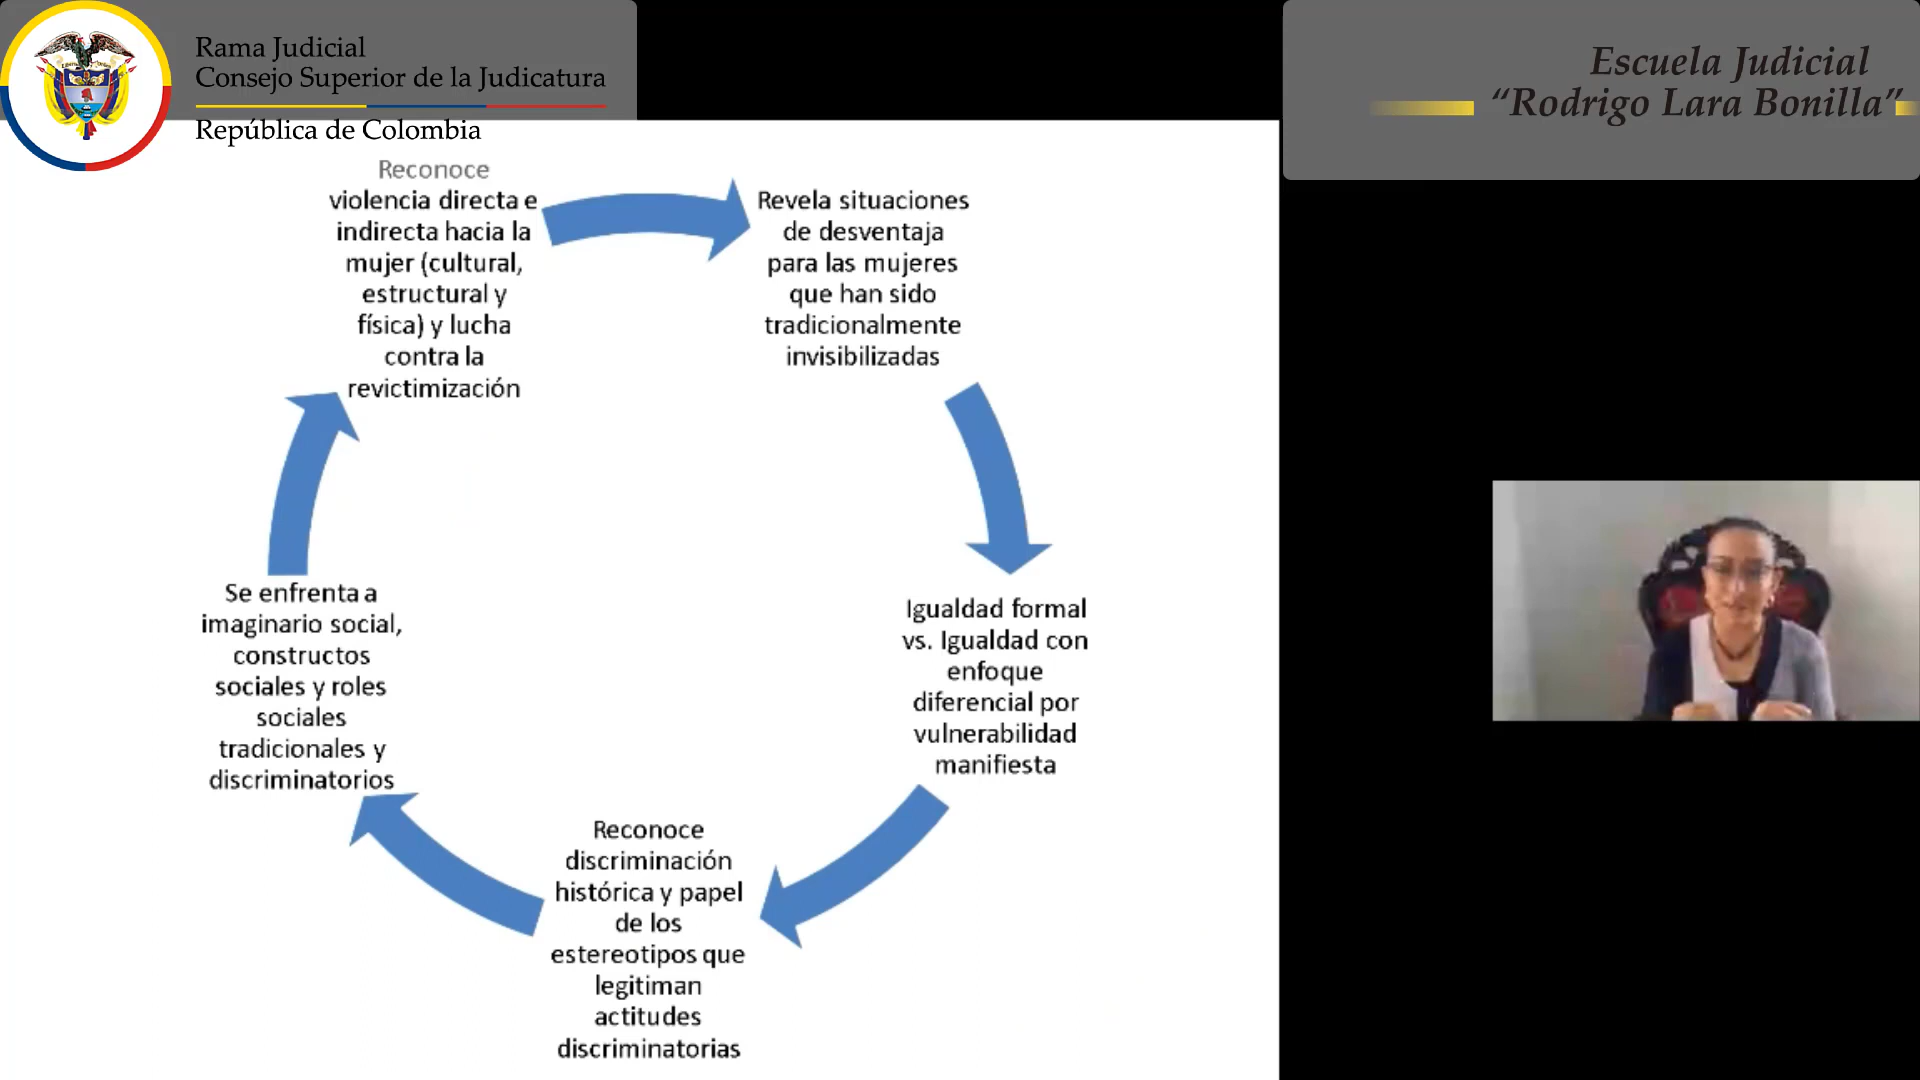 Rama Judicial
Consejo Superior de la Judicatura
República de Colombia
Escuela Judicial
“Rodrigo Lara Bonilla”
Reconoce
violencia directa e
indirecta hacia la
mujer (cultural,
estructural y
física) y lucha
contra la
revictimización
Revela situaciones
de desventaja
para las mujeres
que han sido
tradicionalmente
invisibilizadas
Igualdad formal
vs. Igualdad con
enfoque
diferencial por
vulnerabilidad
manifiesta
Reconoce
discriminación
histórica y papel
de los
estereotipos que
legitiman
actitudes
discriminatorias
Se enfrenta a
imaginario social,
constructos
sociales y roles
sociales
tradicionales y
discriminatorios